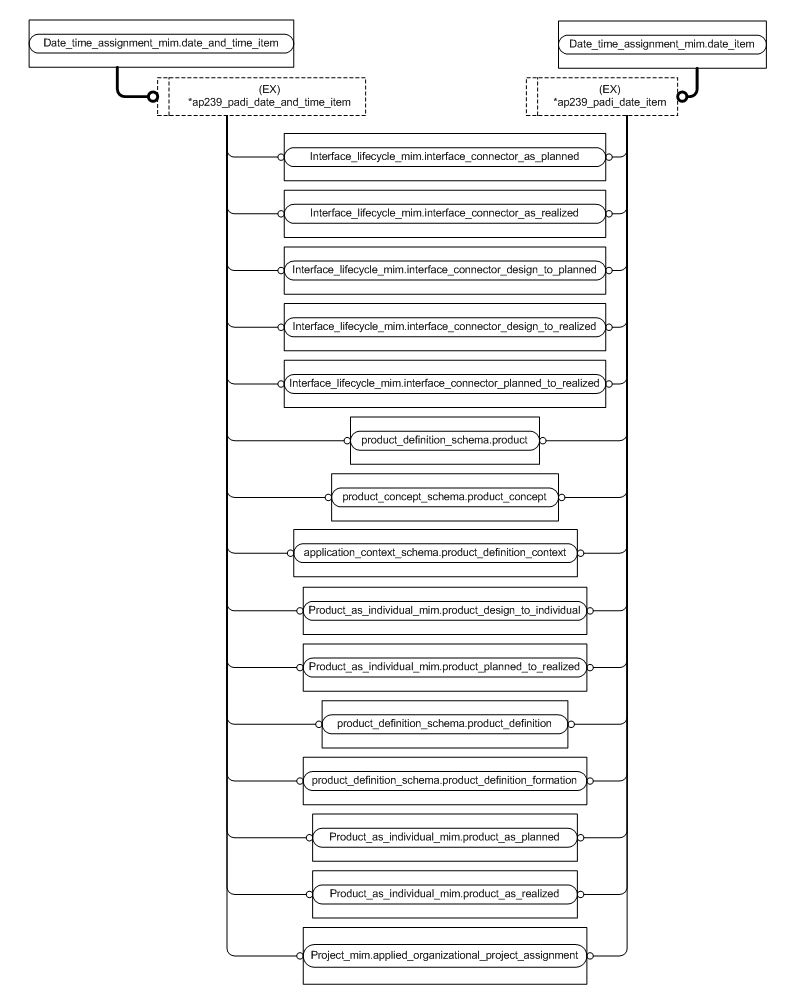 Date_time_assignment_mim.date_and_time_item
Date_time_assignment_mim.date_item
(EX)
*ap239_padi_date_and_time_item
(EX)
*ap239_padi_date_item
Interface_lifecycle_mim.interface_connector_as_planned
Interface_lifecycle_mim.interface_connector_as_realized
Interface_lifecycle_mim.interface_connector_design_to_planned
Interface_lifecycle_mim.interface_connector_design_to_realized
Interface_lifecycle_mim.interface_connector_planned_to_realized
product_definition_schema.product
product_concept_schema.product_concept
application_context_schema.product_definition_context
Product_as_individual_mim.product_design_to_individual
Product_as_individual_mim.product_planned_to_realized
product_definition_schema.product_definition
product_definition_schema.product_definition_formation
Product_as_individual_mim.product_as_planned
Product_as_individual_mim.product_as_realized
Project_mim.applied_organizational_project_assignment